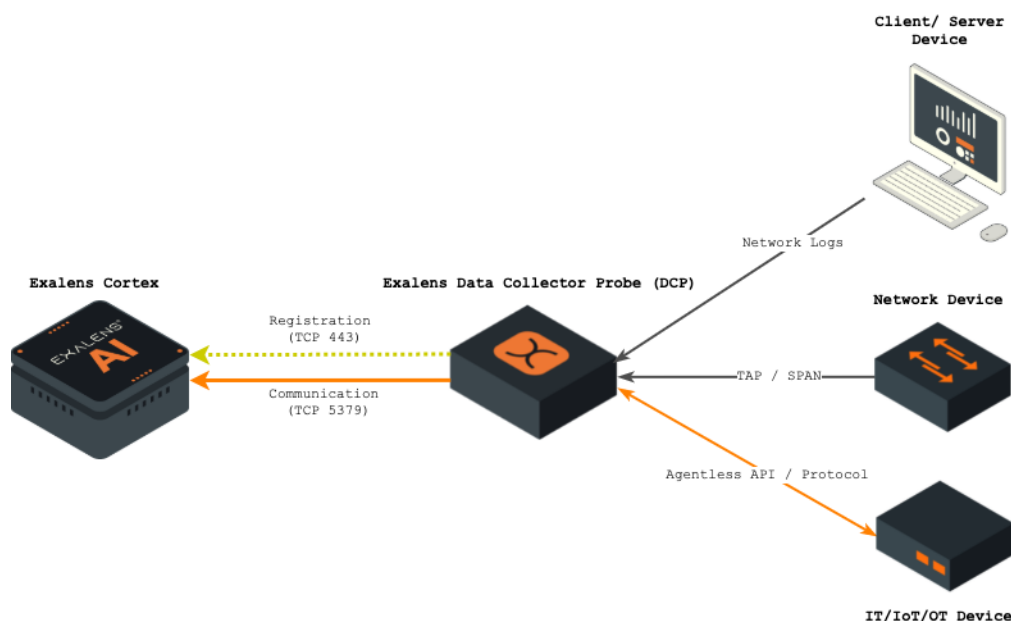 Client/ Server
Device
Network Logs
Exalens Cortex
Exalens Data Collector Probe (DCP)
Network Device
Registration
(TCP 443)
EXALENS®
AI
TAP / SPAN
Communication
(TCP 5379)
Agentless API / Protocol
IT/IoT/OT Device